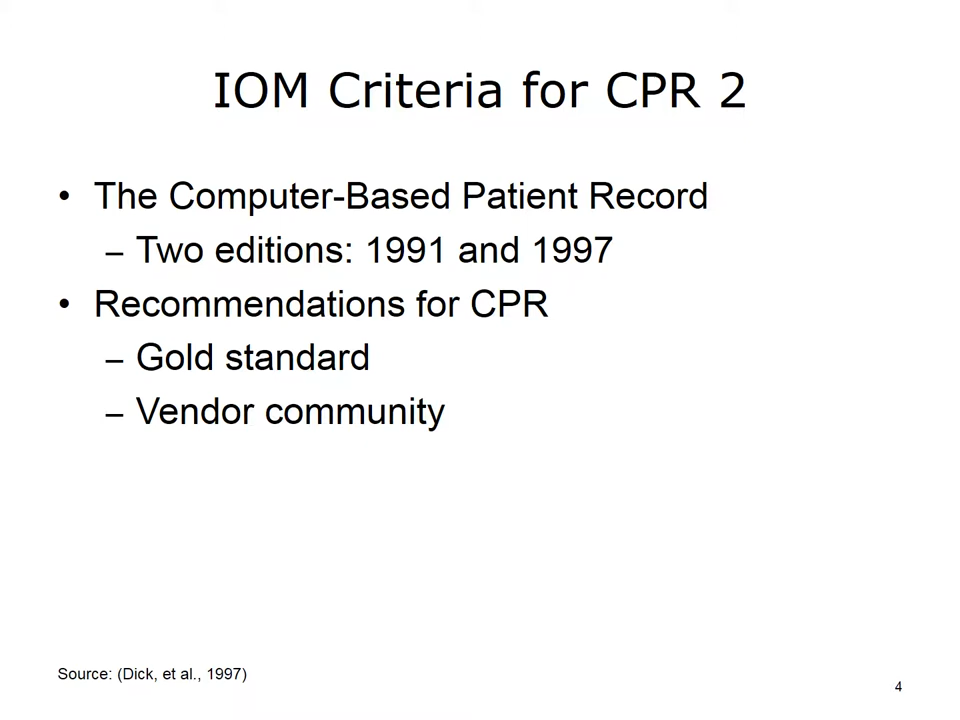 IOM Criteria for CPR 2
• The Computer-Based Patient Record
– Two editions: 1991 and 1997
• Recommendations for CPR
– Gold standard
– Vendor community
Source: (Dick, et al., 1997)
4